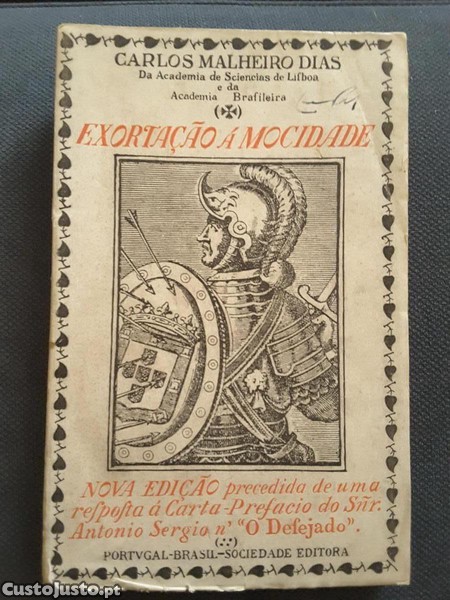 CARLOS MALHEIRO DIAS
Da Academia de Sciencias de Liſboa
e da
Academia Braſileira
EXORTAÇÃO Á MOCIDADE
NOVA EDIÇÃO precedida de uma
reſpoſta á Carta-Prefacio do Sñr.
Antonio Sergio n' "O Deſejado".
PORTVGAL-BRASIL-SOCIEDADE EDITORA
CustoJusto.pt